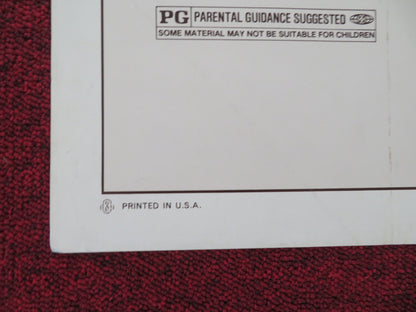 PG PARENTAL GUIDANCE SUGGESTED
SOME MATERIAL MAY NOT BE SUITABLE FOR CHILDREN
PRINTED IN U.S.A.